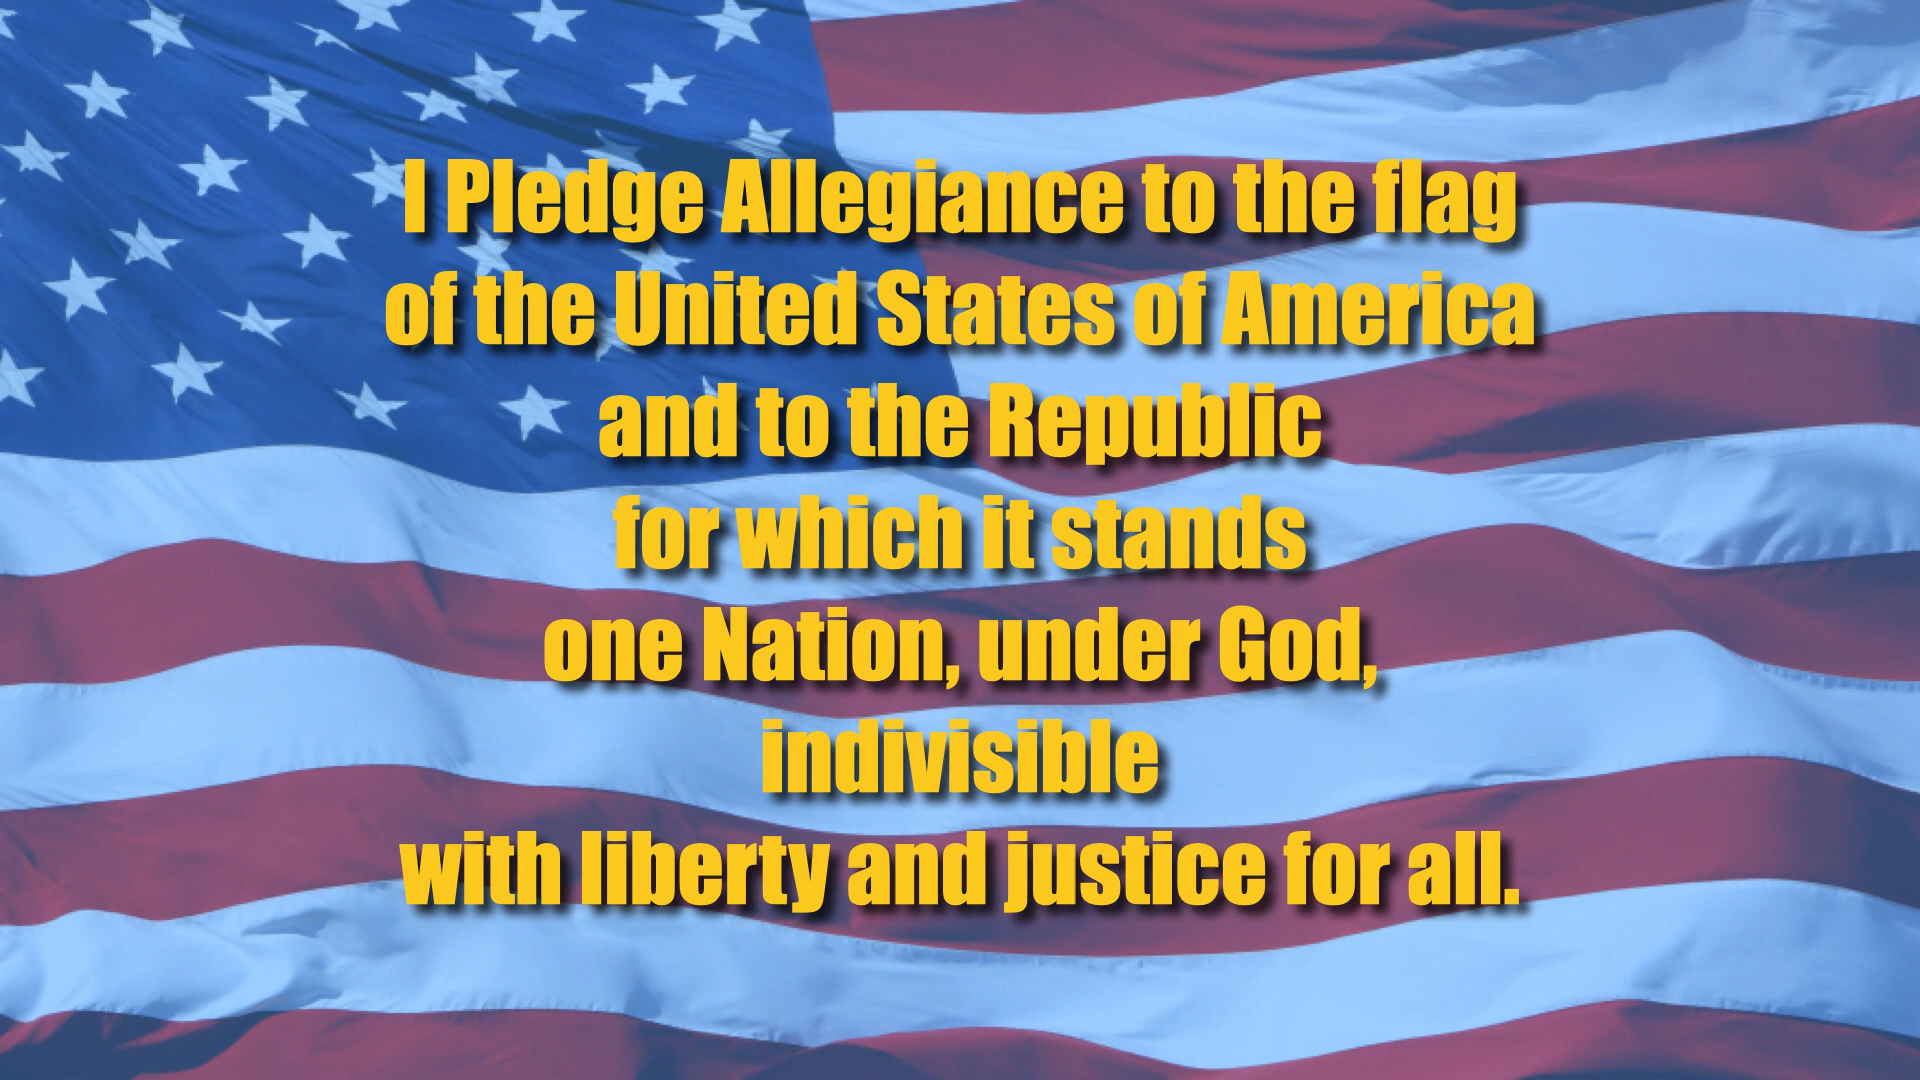 I Pledge Allegiance to the flag
of the United States of America
and to the Republic
for which it stands
one Nation, under God,
indivisible
with liberty and justice for all.